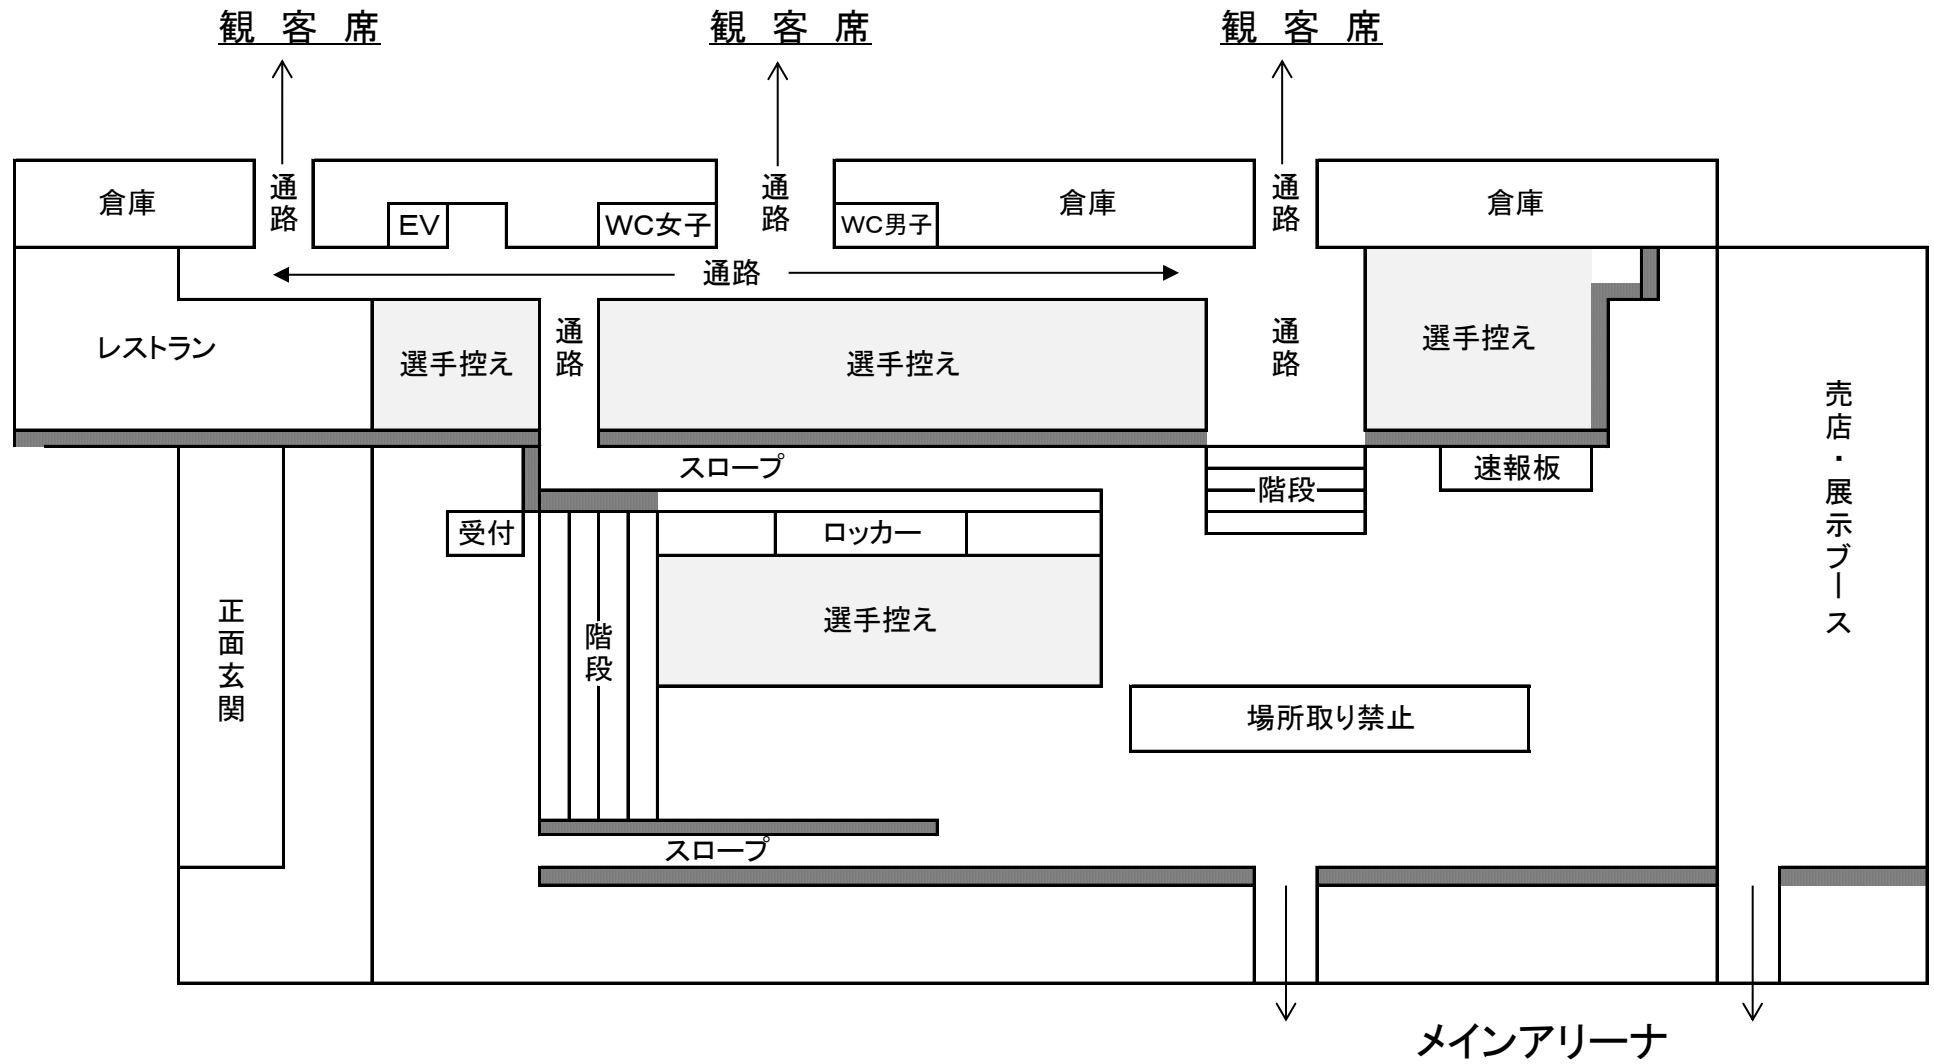 観 客 席
観 客 席
観 客 席
倉庫
通路
EV
WC女子
通路
WC男子
倉庫
通路
倉庫
通路
レストラン
選手控え
通路
選手控え
通路
選手控え
売店・展示ブース
スロープ
階段
速報板
受付
ロッカー
正面玄関
階段
選手控え
場所取り禁止
スロープ
メインアリーナ